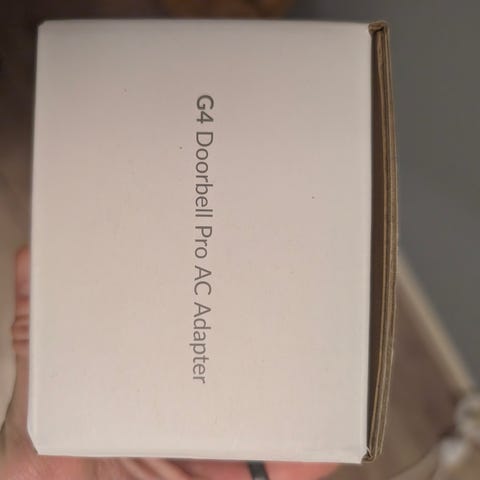 G4 Doorbell Pro AC Adapter